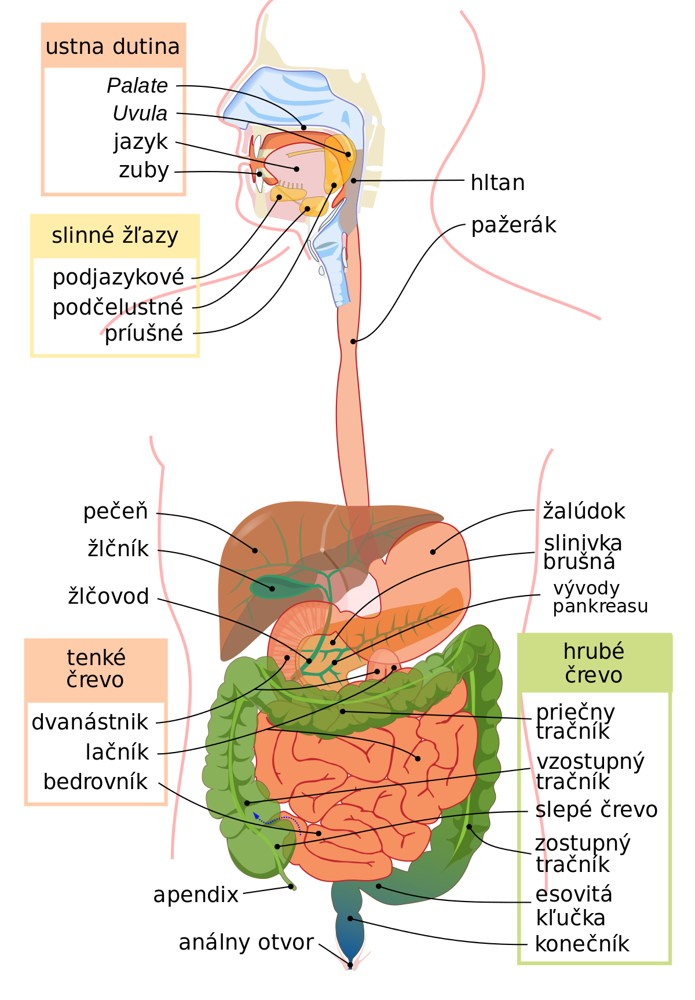 ustna dutina
Palate
Uvula
jazyk
zuby
slinné žľazy
podjazykové
podčelustné
príušné
hltan
pažerák
pečeň
žlčník
žlčovod
tenké
črevo
dvanástnik
lačník
bedrovník
apendix
análny otvor
žalúdok
slinivka
brušná
vývody
pankreasu
hrubé
črevo
priečny
tračník
vzostupný
tračník
slepé črevo
zostupný
tračník
esovitá
kľučka
konečník